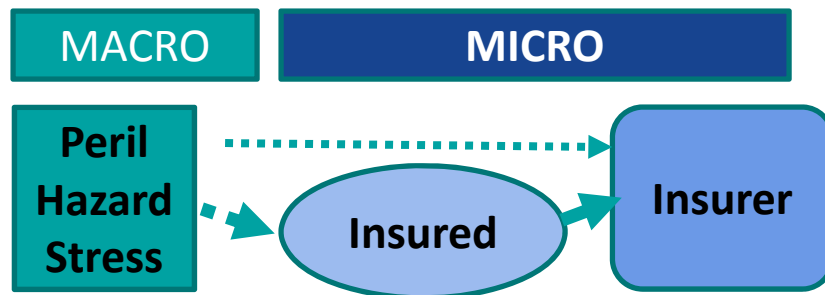 MACRO
MICRO
Peril
Hazard
Stress
Insured
Insurer